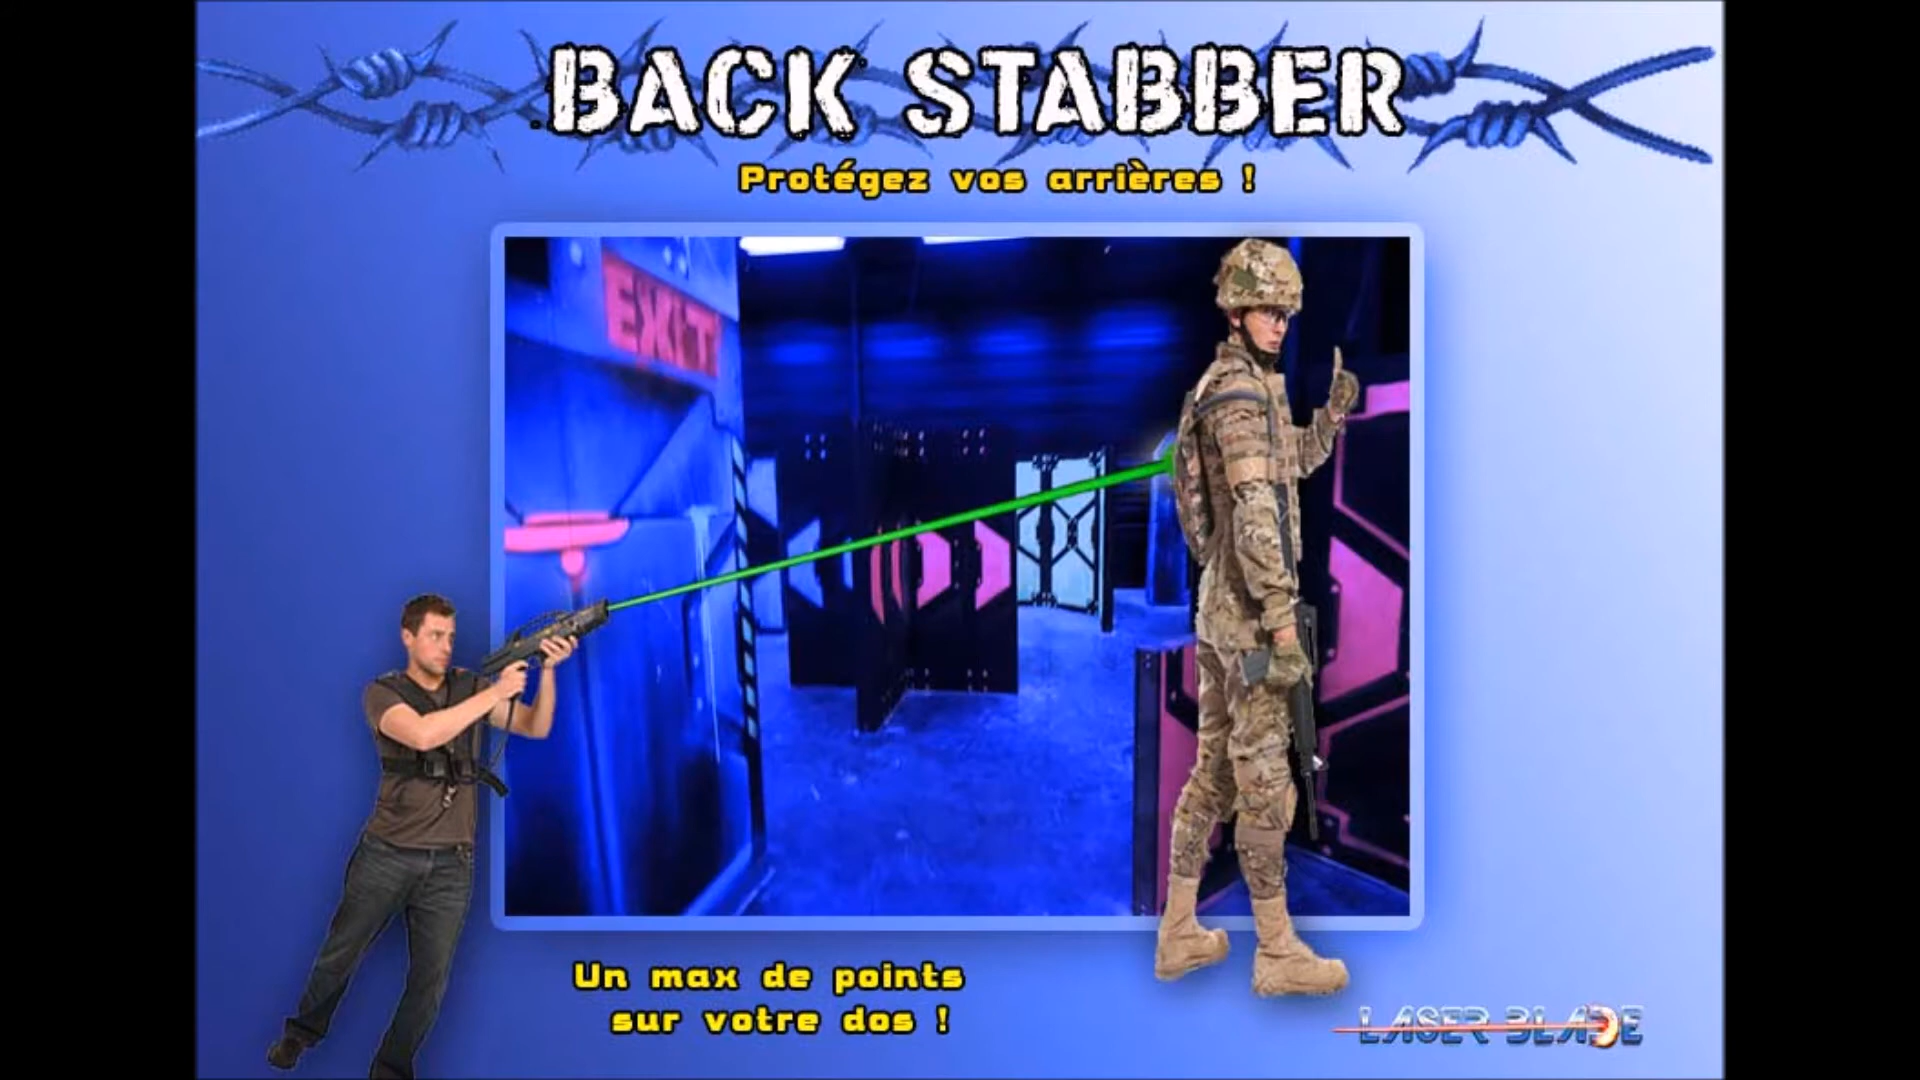 BACK STABBER
Protégez vos arrières !
EXIT
Un max de points
sur votre dos !
LASER BLADE